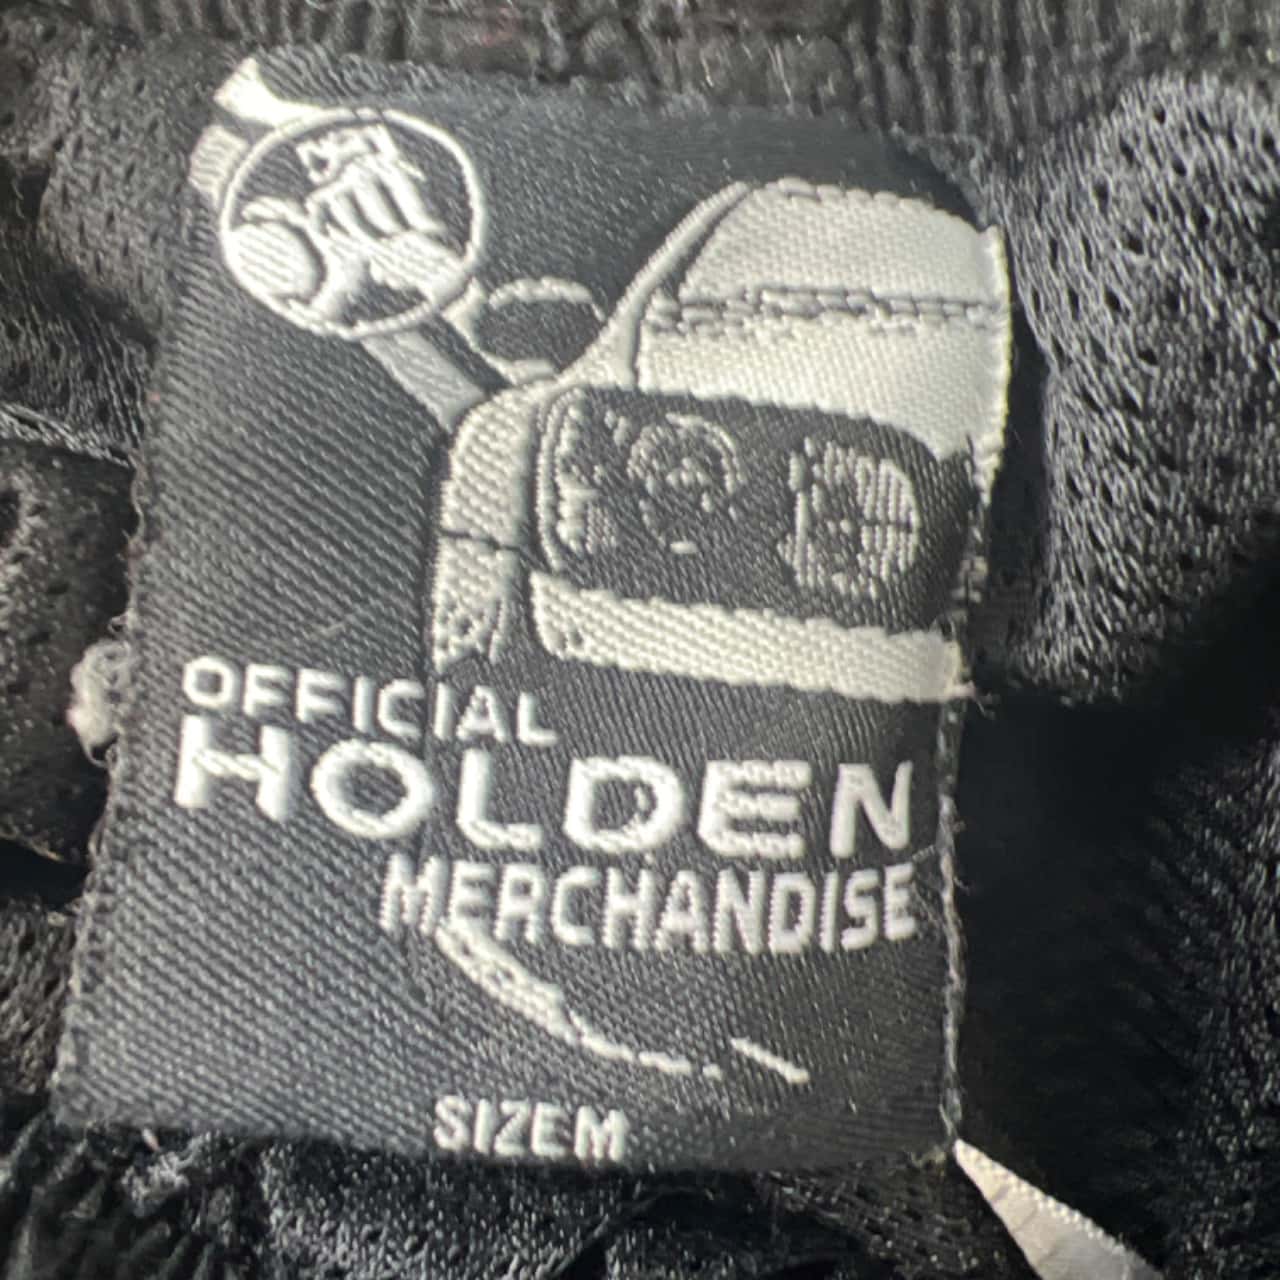 OFFICIAL
HOLDEN
MERCHANDISE
SIZE M